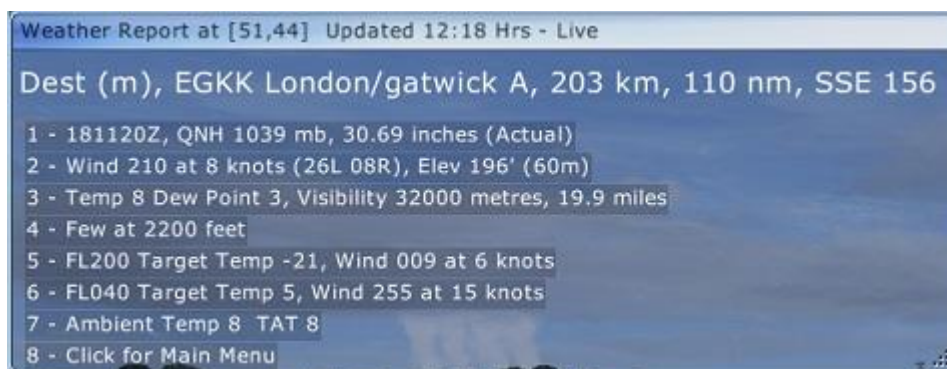 Weather Report at [51,44] Updated 12:18 Hrs - Live
Dest (m), EGKK London/gatwick A, 203 km, 110 nm, SSE 156
1 - 181120Z, QNH 1039 mb, 30.69 inches (Actual)
2 - Wind 210 at 8 knots (26L 08R), Elev 196' (60m)
3 - Temp 8 Dew Point 3, Visibility 32000 metres, 19.9 miles
4 - Few at 2200 feet
5 - FL200 Target Temp -21, Wind 009 at 6 knots
6 - FL040 Target Temp 5, Wind 255 at 15 knots
7 - Ambient Temp 8 TAT 8
8 - Click for Main Menu